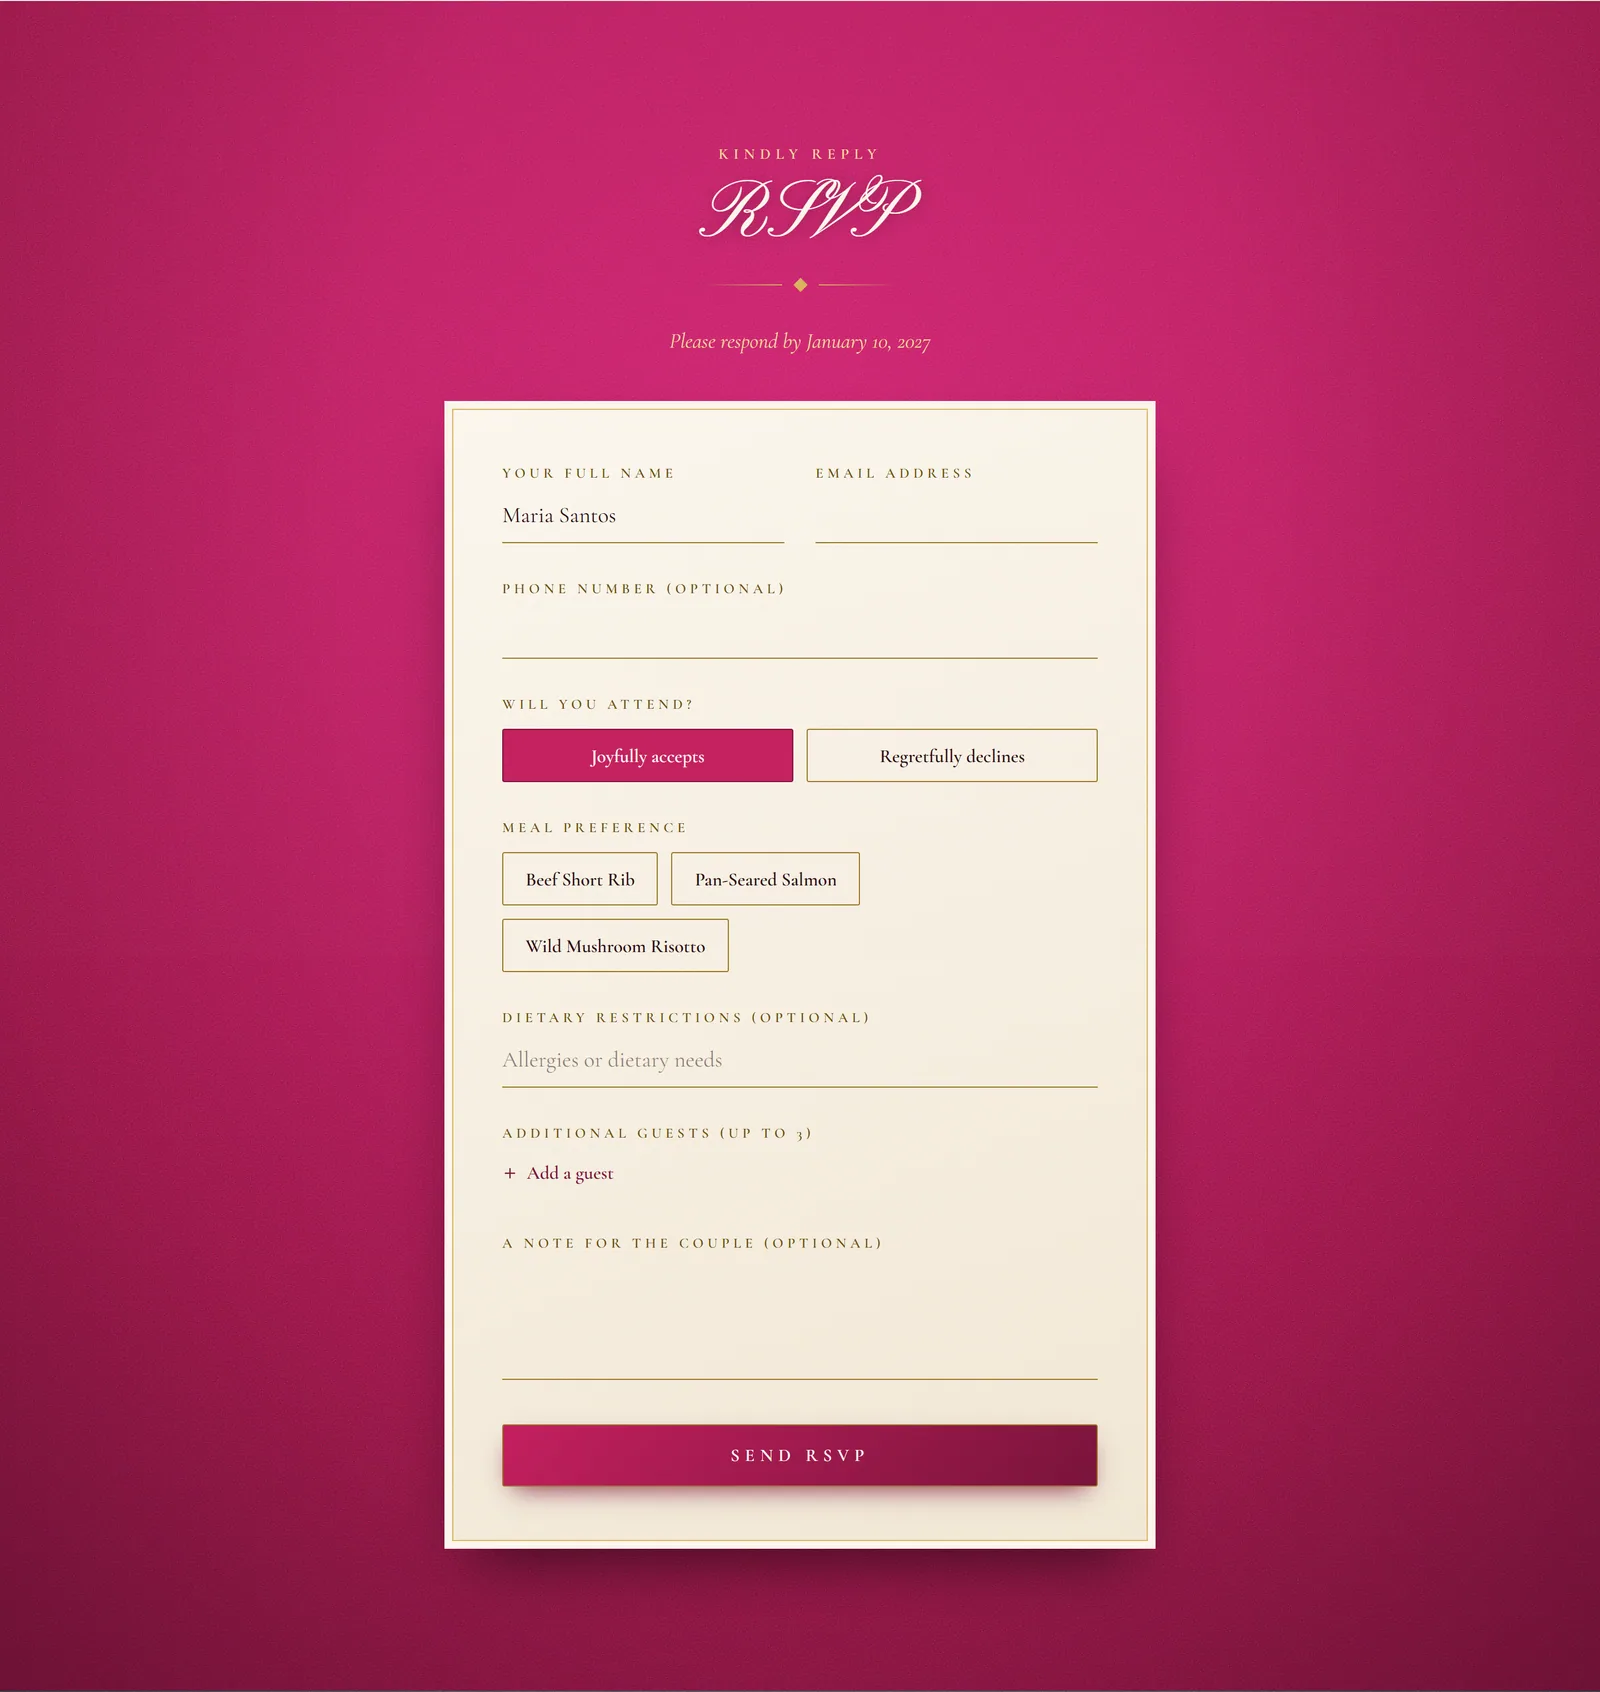 KINDLY REPLY
RSVP
Please respond by January 10, 2027
YOUR FULL NAME
EMAIL ADDRESS
Maria Santos
PHONE NUMBER (OPTIONAL)
WILL YOU ATTEND?
Joyfully accepts
Regretfully declines
MEAL PREFERENCE
Beef Short Rib
Pan-Seared Salmon
Wild Mushroom Risotto
DIETARY RESTRICTIONS (OPTIONAL)
Allergies or dietary needs
ADDITIONAL GUESTS (UP TO 3)
+ Add a guest
A NOTE FOR THE COUPLE (OPTIONAL)
SEND RSVP